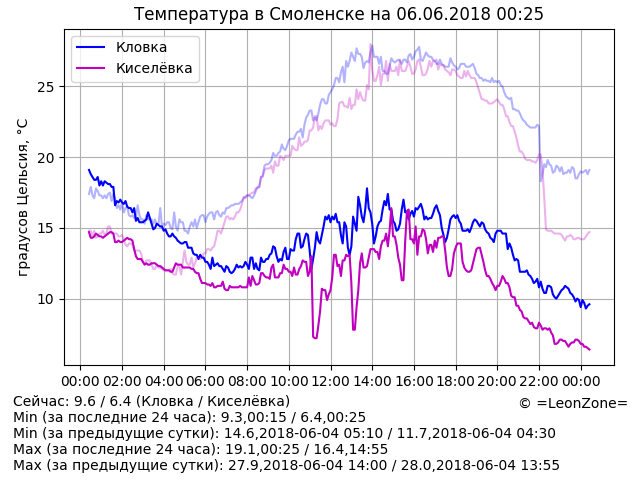 Температура в Смоленске на 06.06.2018 00:25
Кловка
Киселёвка
градусов Цельсия, °C
25
20
15
10
00:00 02:00 04:00 06:00 08:00 10:00 12:00 14:00 16:00 18:00 20:00 22:00 00:00
Сейчас: 9.6 / 6.4 (Кловка / Киселёвка)
© =LeonZone=
Min (за последние 24 часа): 9.3,00:15 / 6.4,00:25
Min (за предыдущие сутки): 14.6,2018-06-04 05:10 / 11.7,2018-06-04 04:30
Max (за последние 24 часа): 19.1,00:25 / 16.4,14:55
Max (за предыдущие сутки): 27.9,2018-06-04 14:00 / 28.0,2018-06-04 13:55